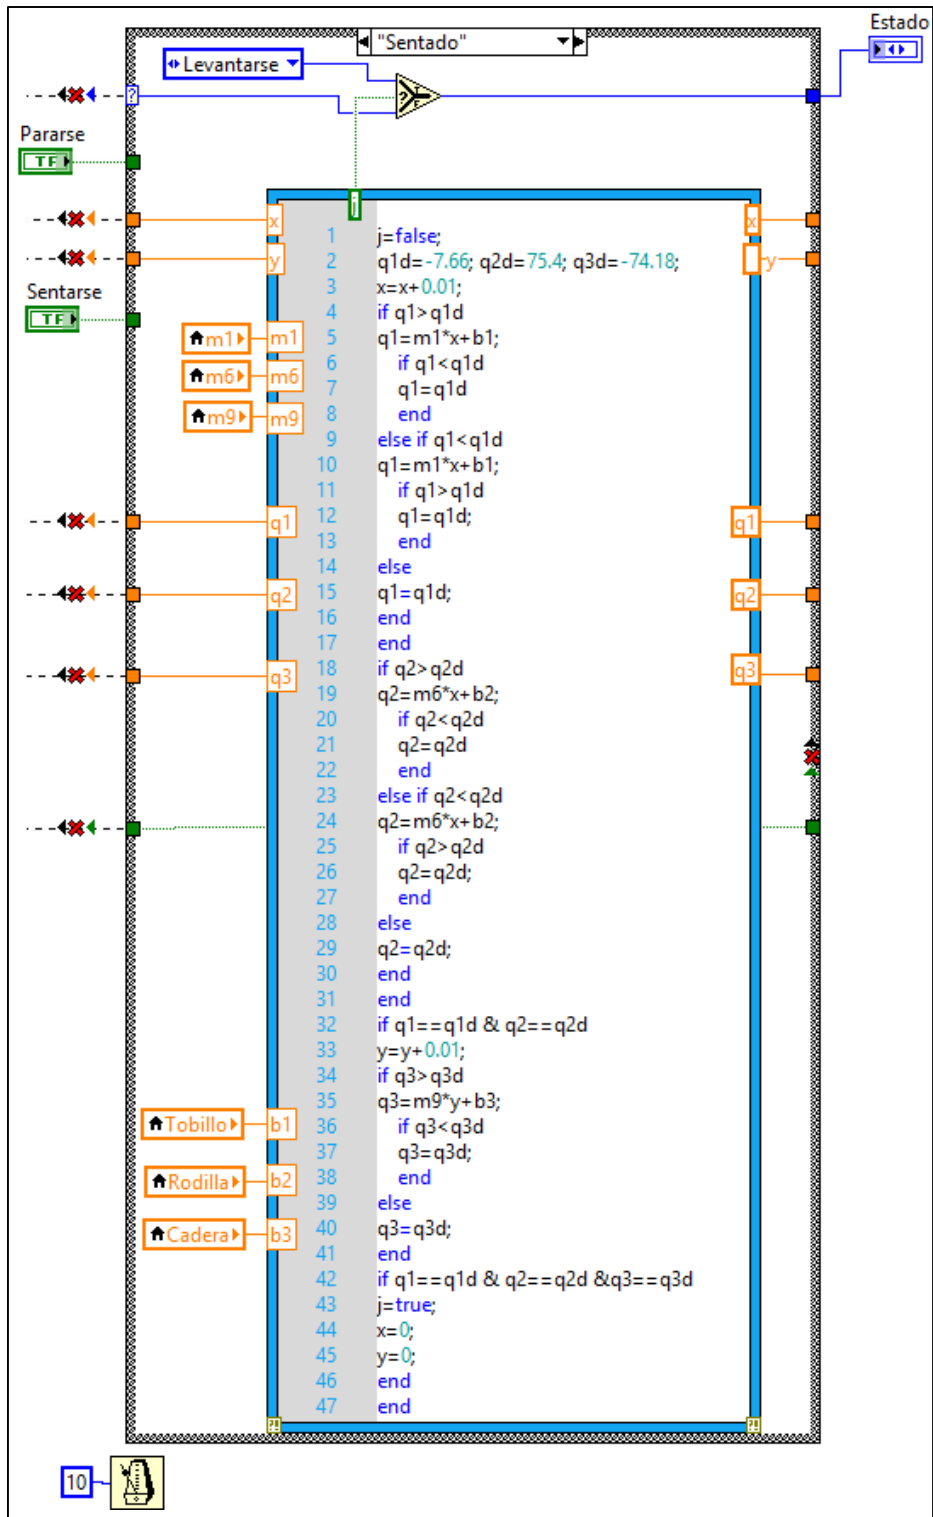 Estado
"Sentado"
Levantarse
?
?
T
F
Pararse
TF
j
x
x
1 j=false;
y
y
2 q1d=-7.66; q2d=75.4; q3d=-74.18;
Sentarse
3 x=x+0.01;
TF
4 if q1>q1d
m1
m1
5 q1=m1*x+b1;
6 if q1<q1d
m6
m6
7 q1=q1d
8 end
m9
m9
9 else if q1<q1d
10 q1=m1*x+b1;
11 if q1>q1d
q1
q1
12 q1=q1d;
13 end
14 else
q2
q2
15 q1=q1d;
16 end
17 end
q3
q3
18 if q2>q2d
19 q2=m6*x+b2;
20 if q2<q2d
21 q2=q2d
22 end
23 else if q2<q2d
24 q2=m6*x+b2;
25 if q2>q2d
26 q2=q2d;
27 end
28 else
29 q2=q2d;
30 end
31 end
32 if q1==q1d & q2==q2d
33 y=y+0.01;
34 if q3>q3d
35 q3=m9*y+b3;
Tobillo
b1
36 if q3<q3d
37 q3=q3d;
Rodilla
b2
38 end
39 else
Cadera
b3
40 q3=q3d;
41 end
42 if q1==q1d & q2==q2d &q3==q3d
43 j=true;
44 x=0;
45 y=0;
46 end
47 end
?!
?!
10